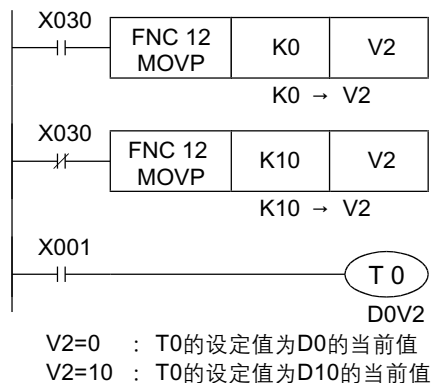 X030
FNC 12
MOVP
K0
V2
K0 → V2
X030
FNC 12
MOVP
K10
V2
K10 → V2
X001
T 0
D0V2
V2=0 : T0的设定值为D0的当前值
V2=10 : T0的设定值为D10的当前值